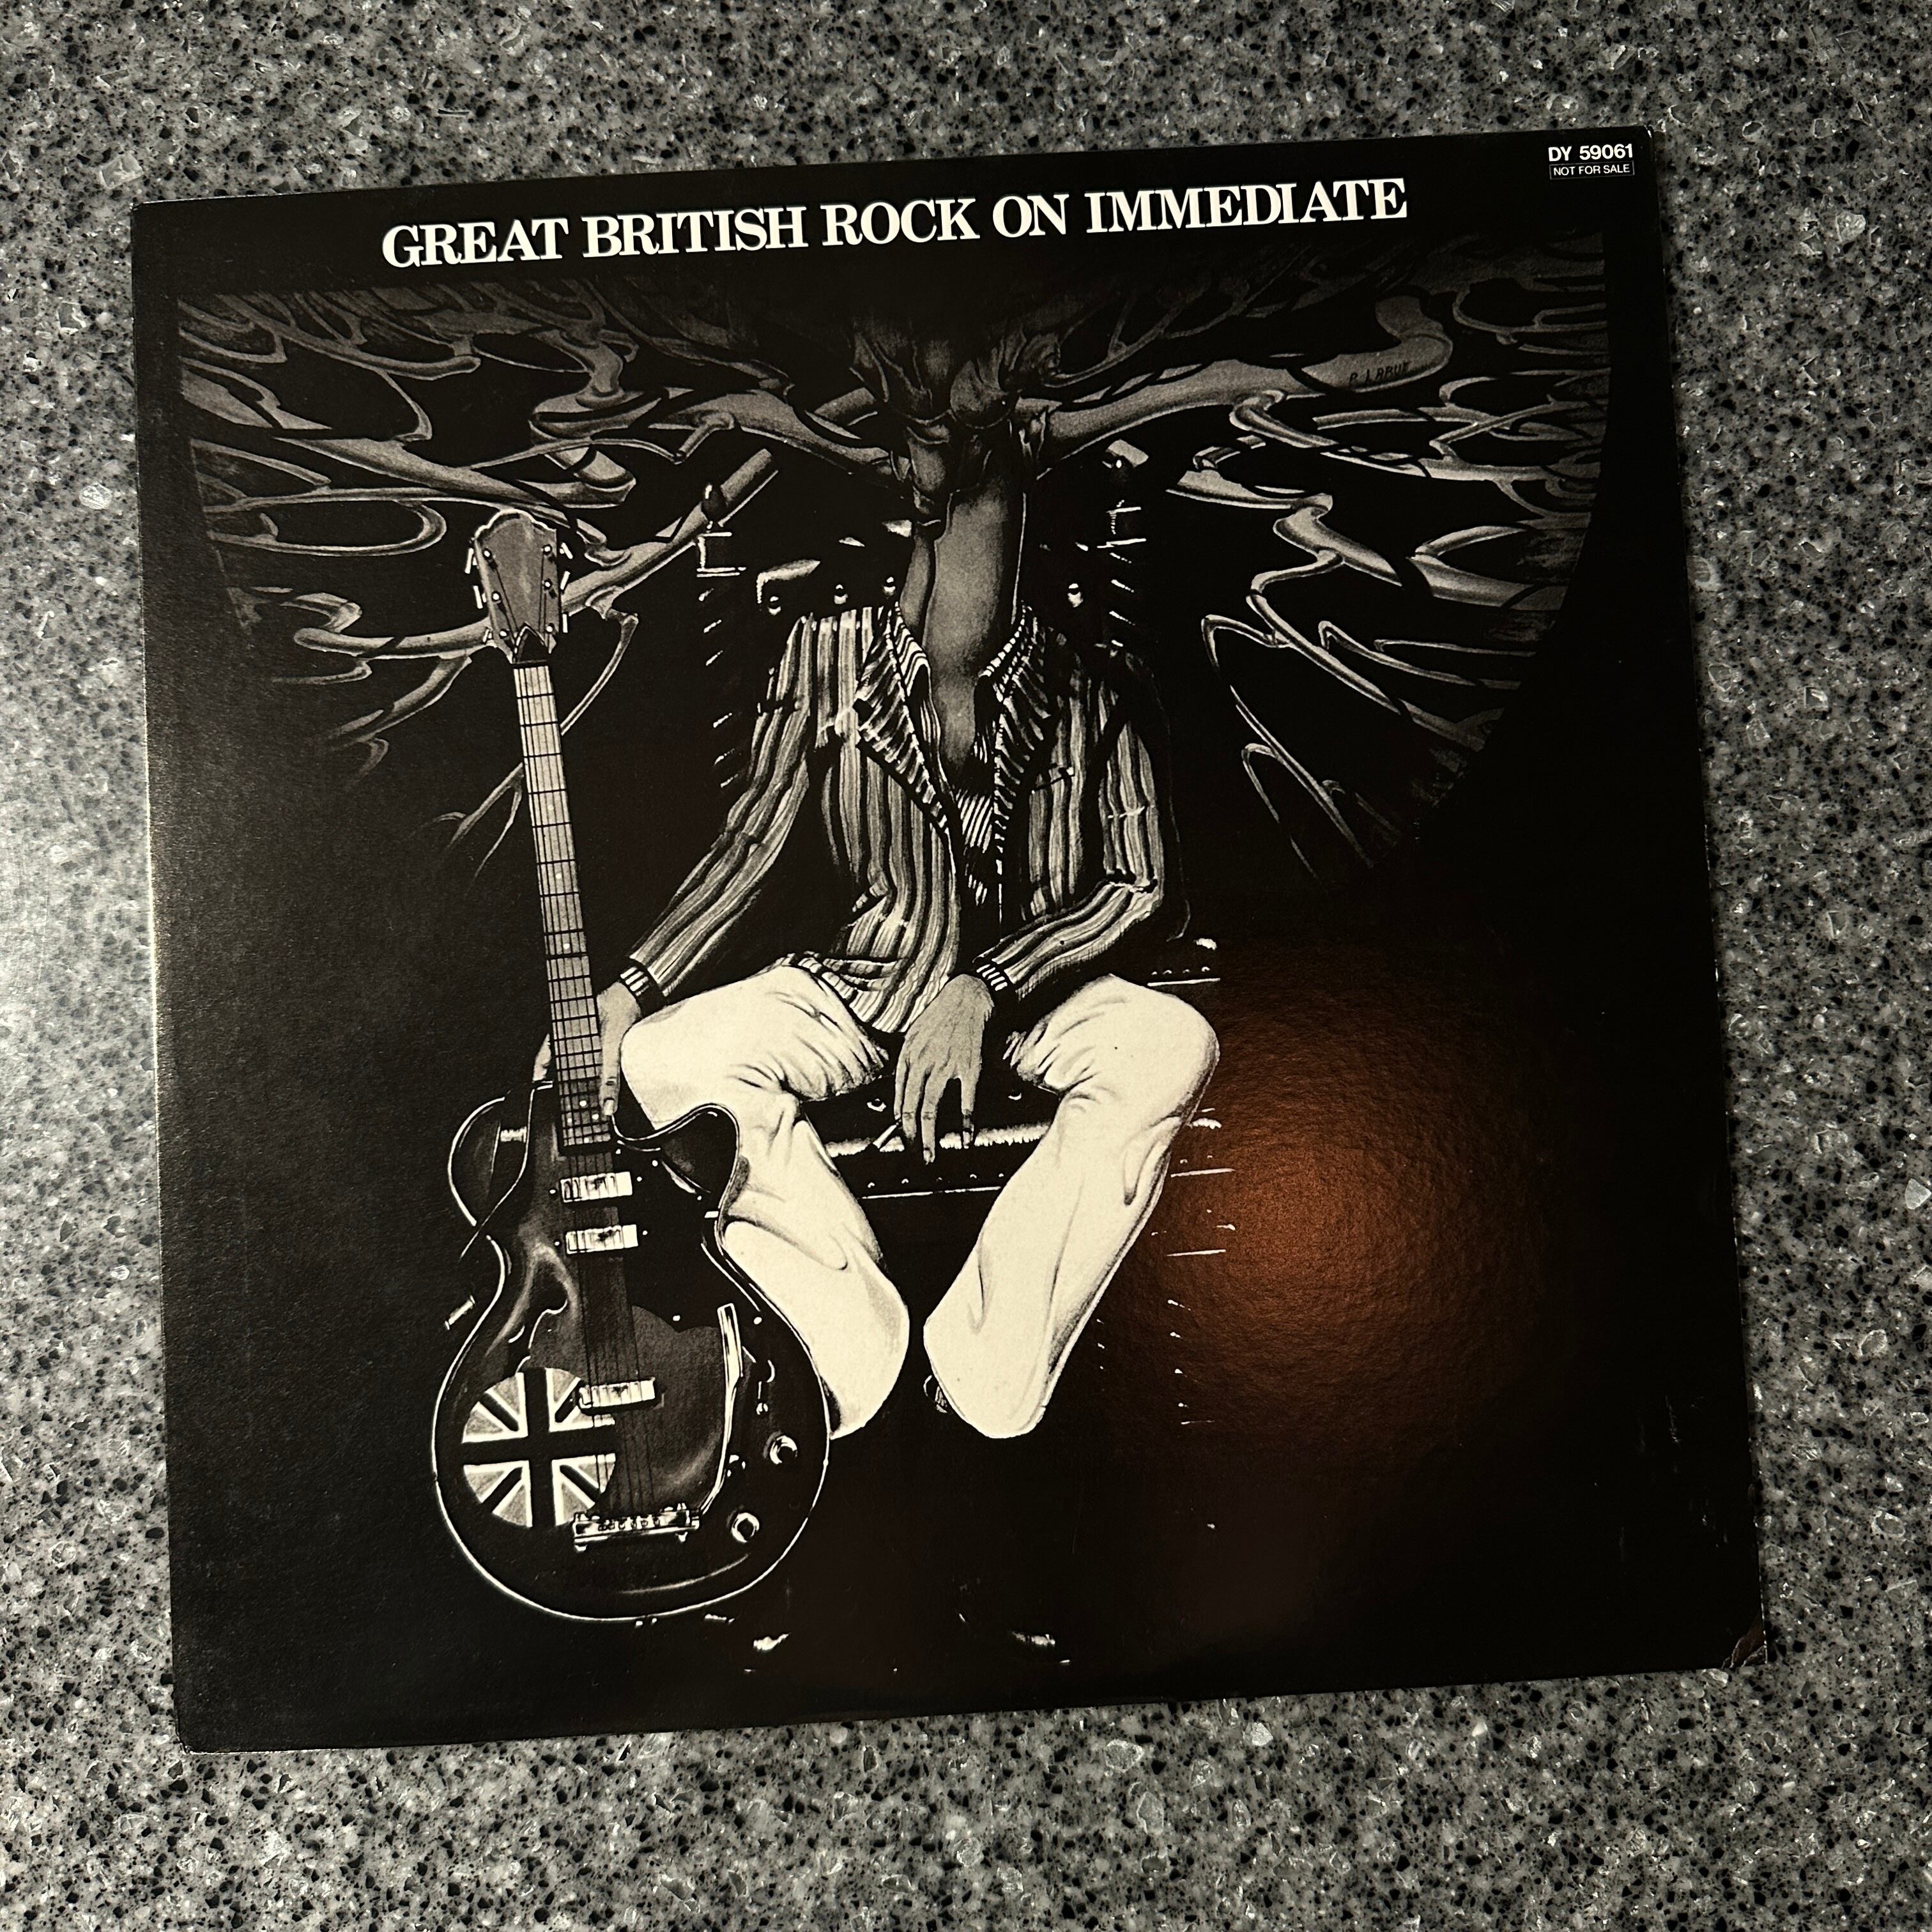 DY 59061
NOT FOR SALE
GREAT BRITISH ROCK ON IMMEDIATE